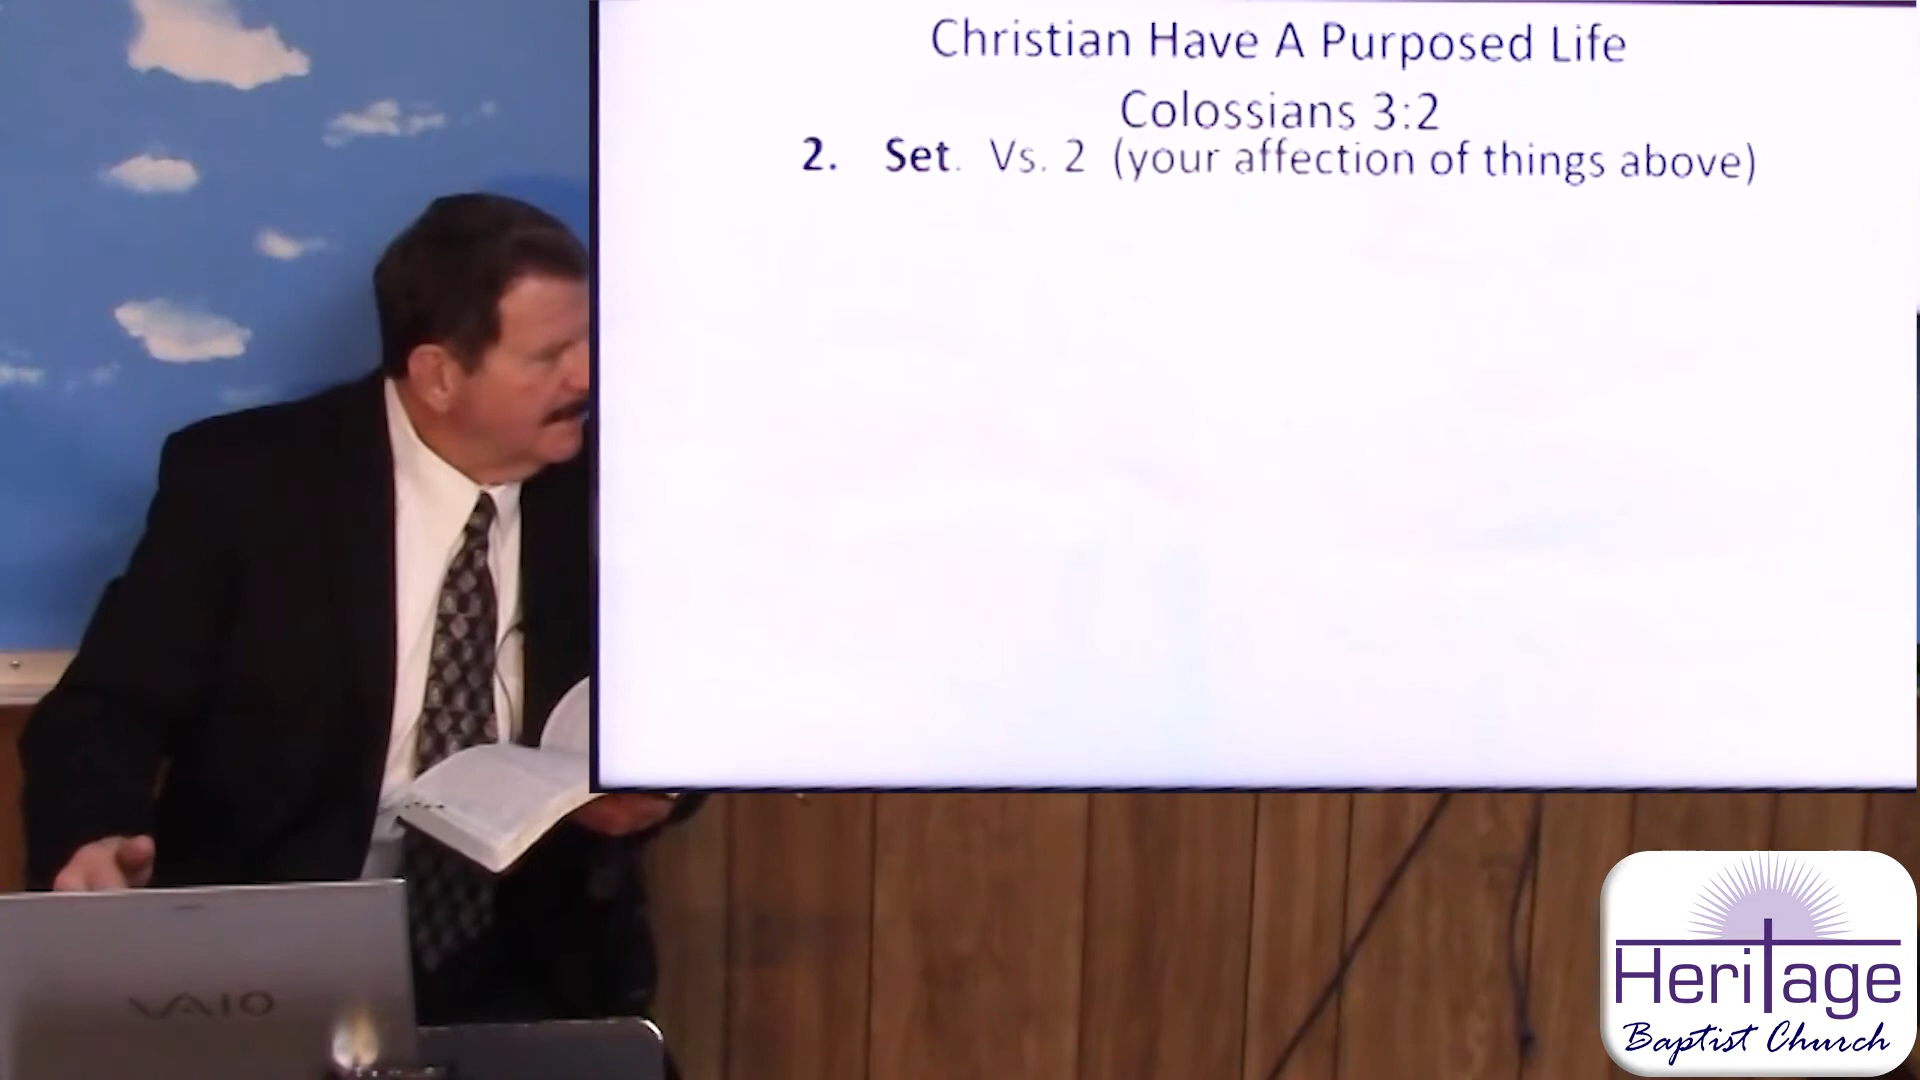 Christian Have A Purposed Life
Colossians 3:2
2. Set. Vs. 2 (your affection of things above)
VAIO
Heritage
Baptist Church